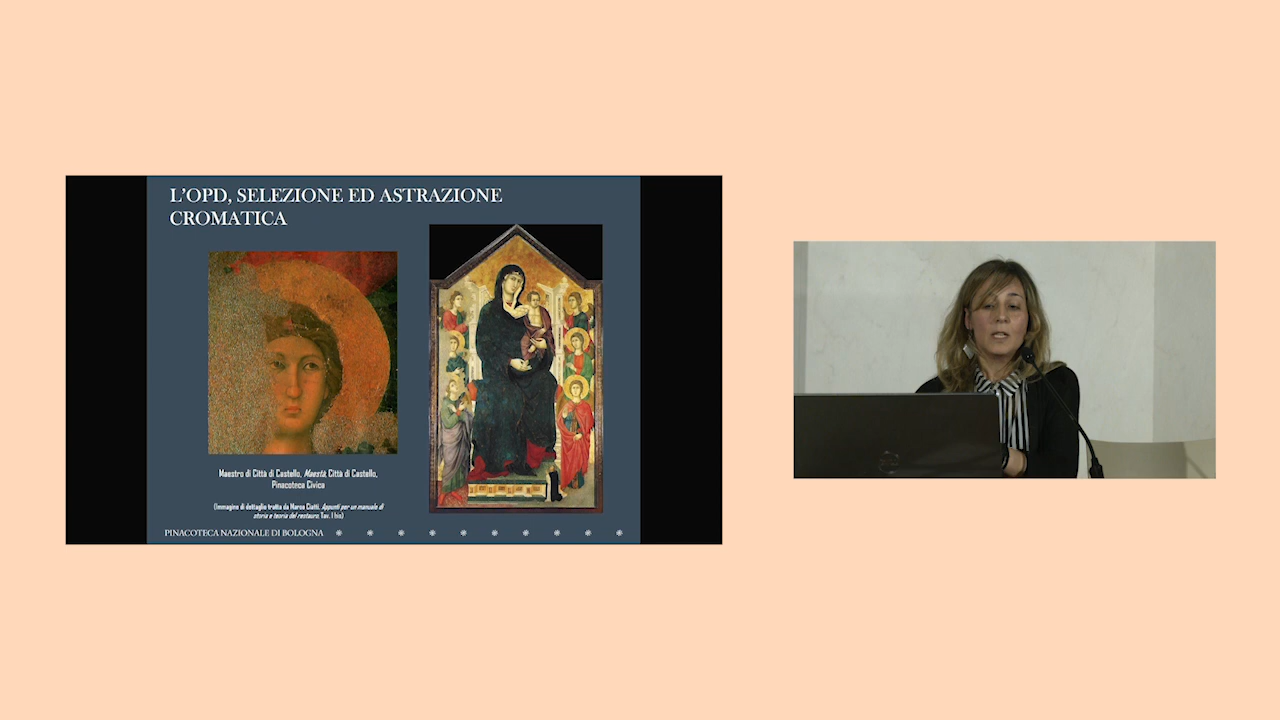 L'OPD, SELEZIONE ED ASTRAZIONE
CROMATICA
Maestro di Città di Castello, Maestà, Città di Castello,
Pinacoteca Civica
(Immagine di dettaglio tratta da Marco Ciatti, Appunti per un manuale di
storia e teoria del restauro, tav. I bis)
PINACOTECA NAZIONALE DI BOLOGNA